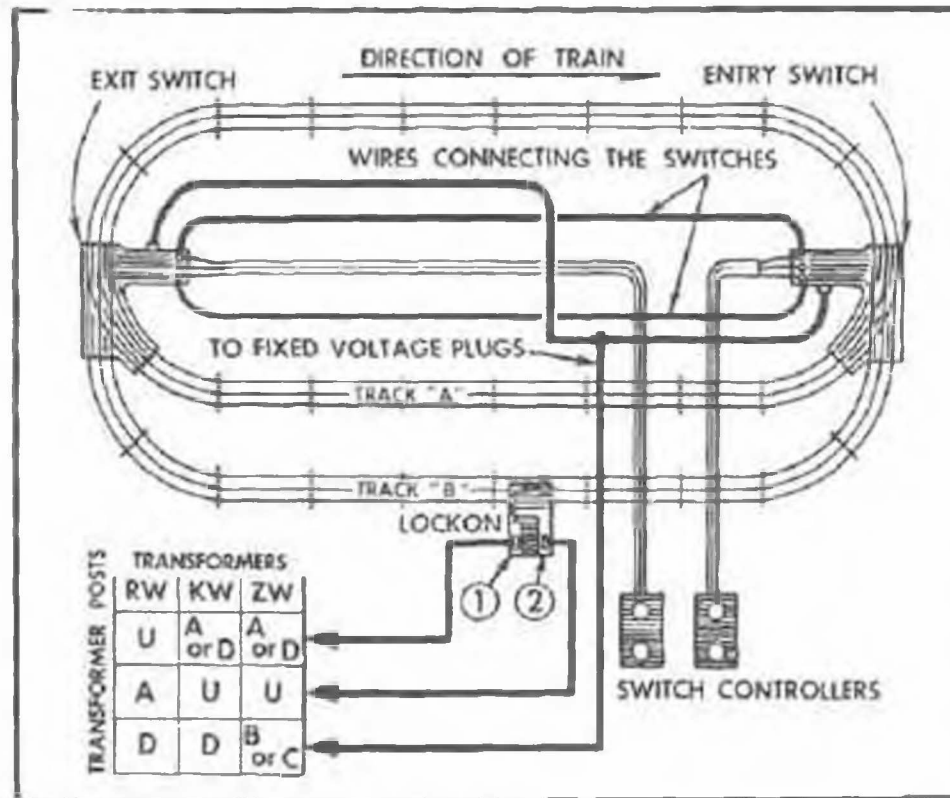 DIRECTION OF TRAIN
EXIT SWITCH
ENTRY SWITCH
WIRES CONNECTING THE SWITCHES
TO FIXED VOLTAGE PLUGS
TRACK "A"
TRACK "B"
LOCKON
1 2
TRANSFORMERS
TRANSFORMER POSTS
RW KW ZW
U A or D A or D
A U U
D D B or C
SWITCH CONTROLLERS